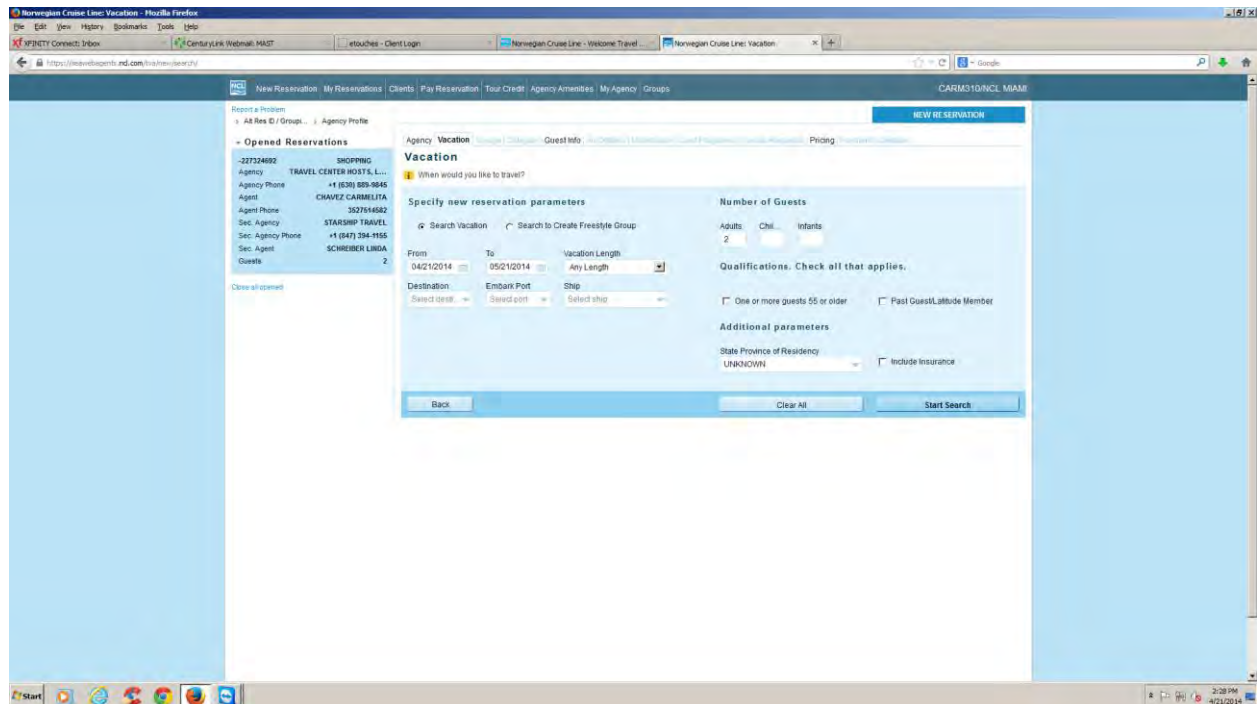 Norwegian Cruise Line: Vacation - Mozilla Firefox
File Edit View History Bookmarks Tools Help
XFINITY Connect: Inbox CenturyLink Webmail: MAST etouches - Client Login Norwegian Cruise Line - Welcome Travel ... Norwegian Cruise Line: Vacation
Google
NCL New Reservation My Reservations Clients Pay Reservation Tour Credit Agency Amenities My Agency Groups CARM310/NCL MIAMI
Report a Problem
Alt Res ID / Groups... Agency Profile
NEW RESERVATION
Opened Reservations
-227324692 SHOPPING
Agency TRAVEL CENTER HOSTS, L...
Agency Phone +1 (630) 889-9845
Agent CHAVEZ CARMELITA
Agent Phone 3527514582
Sec. Agency STARSHIP TRAVEL
Sec. Agency Phone +1 (847) 394-1155
Sec. Agent SCHREIBER LINDA
Guests 2
Close all opened
Agency Vacation Guest Info Pricing
Vacation
When would you like to travel?
Specify new reservation parameters
Search Vacation Search to Create Freestyle Group
From To Vacation Length
04/21/2014 05/21/2014 Any Length
Destination Embark Port Ship
Select desti... Select port Select ship
Number of Guests
Adults Chil... Infants
2
Qualifications. Check all that applies.
One or more guests 55 or older Past Guest/Latitude Member
Additional parameters
State Province of Residency
UNKNOWN Include Insurance
Back Clear All Start Search
Start
2:28 PM
4/21/2014